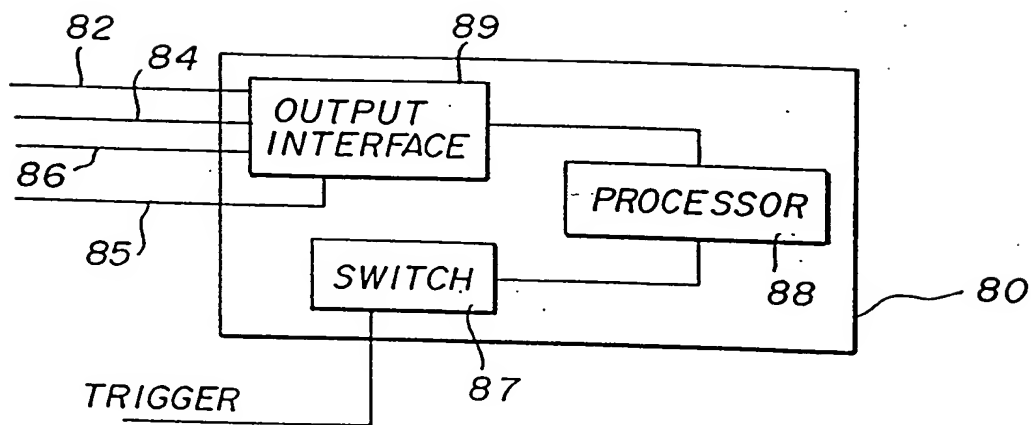 82
84
89
OUTPUT
INTERFACE
86
PROCESSOR
85
SWITCH
88
80
87
TRIGGER